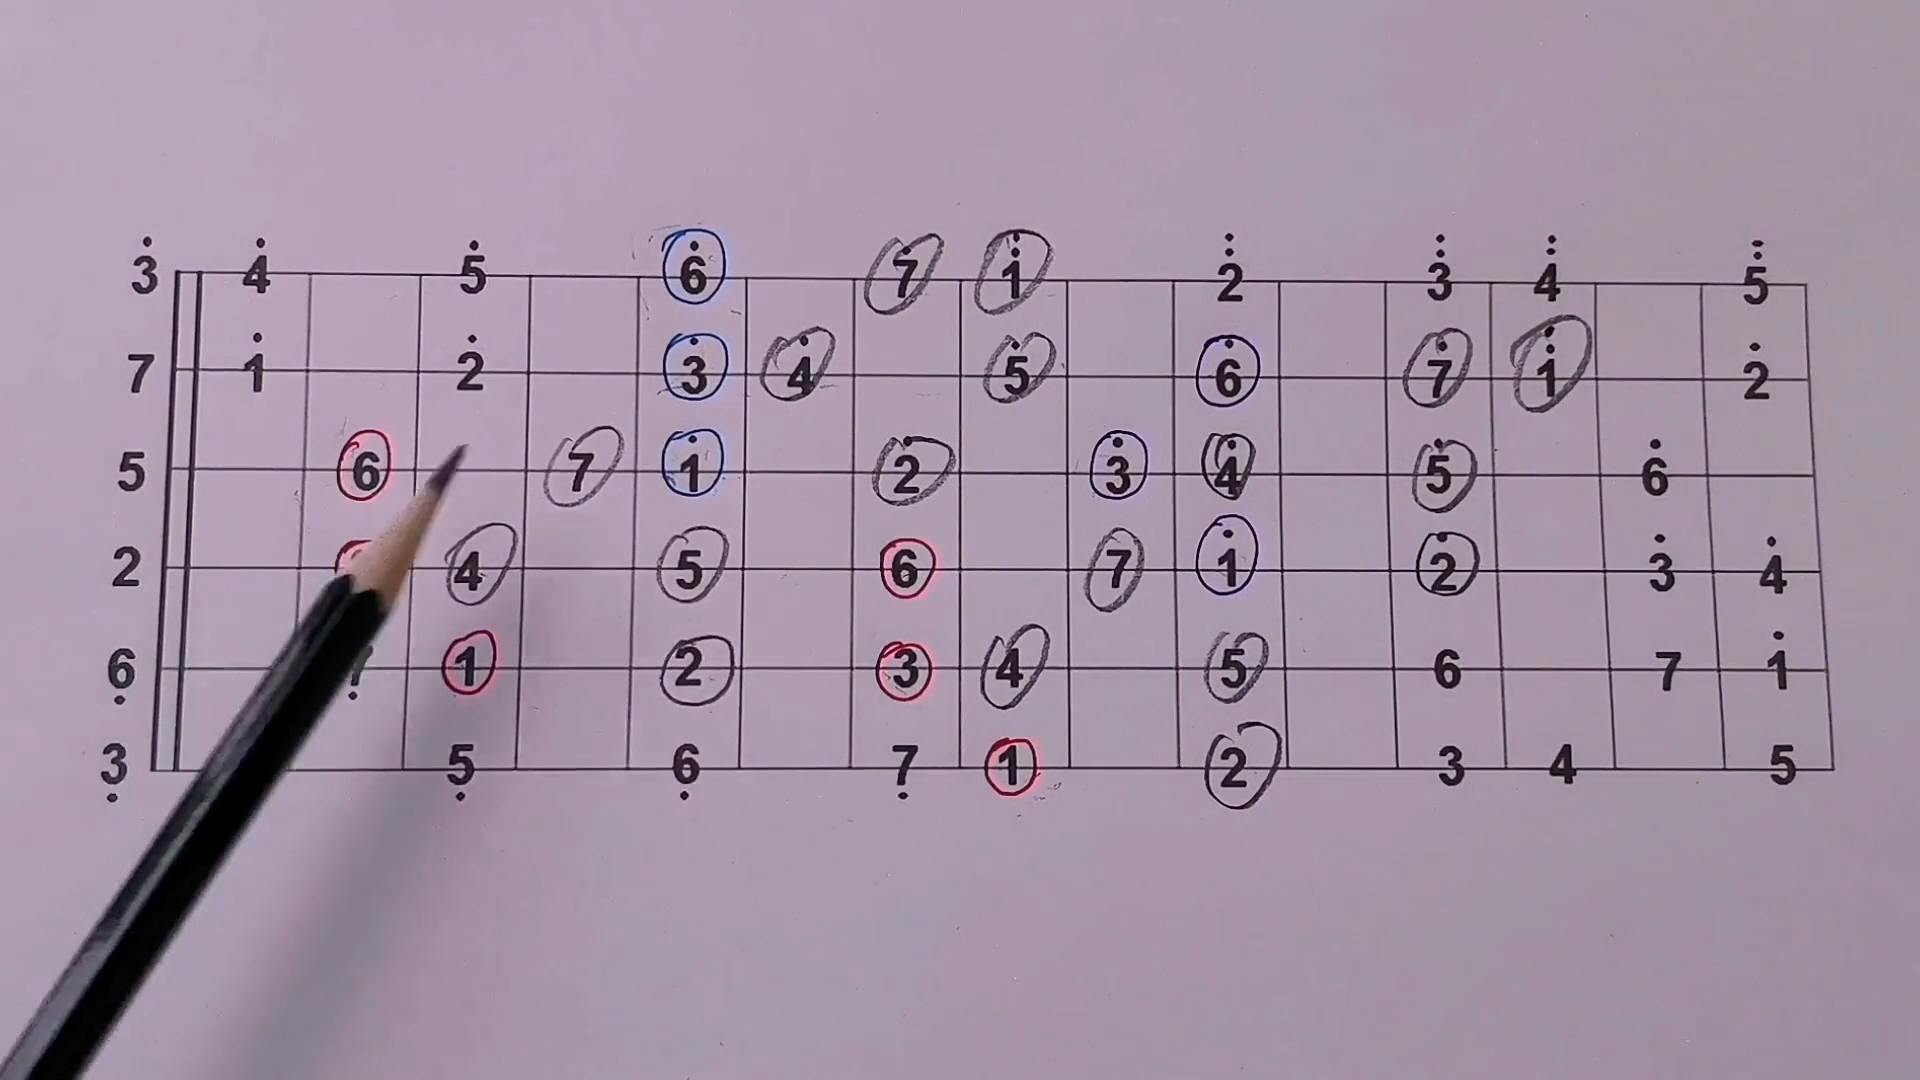 3̇ 4̇ 5̇ 6̇ 7̇ 1̈ 2̈ 3̈ 4̈ 5̈
7 1̇ 2̇ 3̇ 4̇ 5̇ 6̇ 7̇ 1̈ 2̈
5 6 7 1̇ 2̇ 3̇ 4̇ 5̇ 6̇
2 4 5 6 7 1̇ 2̇ 3̇ 4̇
6̣ 1 2 3 4 5 6 7 1̇
3̣ 5̣ 6̣ 7̣ 1 2 3 4 5